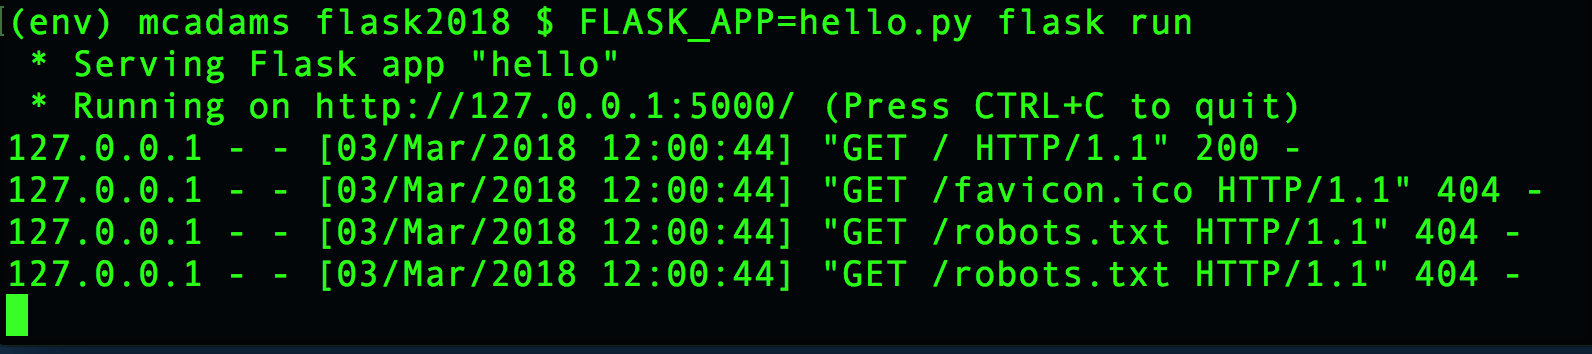 (env) mcadams flask2018 $ FLASK_APP=hello.py flask run
 * Serving Flask app "hello"
 * Running on http://127.0.0.1:5000/ (Press CTRL+C to quit)
127.0.0.1 - - [03/Mar/2018 12:00:44] "GET / HTTP/1.1" 200 -
127.0.0.1 - - [03/Mar/2018 12:00:44] "GET /favicon.ico HTTP/1.1" 404 -
127.0.0.1 - - [03/Mar/2018 12:00:44] "GET /robots.txt HTTP/1.1" 404 -
127.0.0.1 - - [03/Mar/2018 12:00:44] "GET /robots.txt HTTP/1.1" 404 -